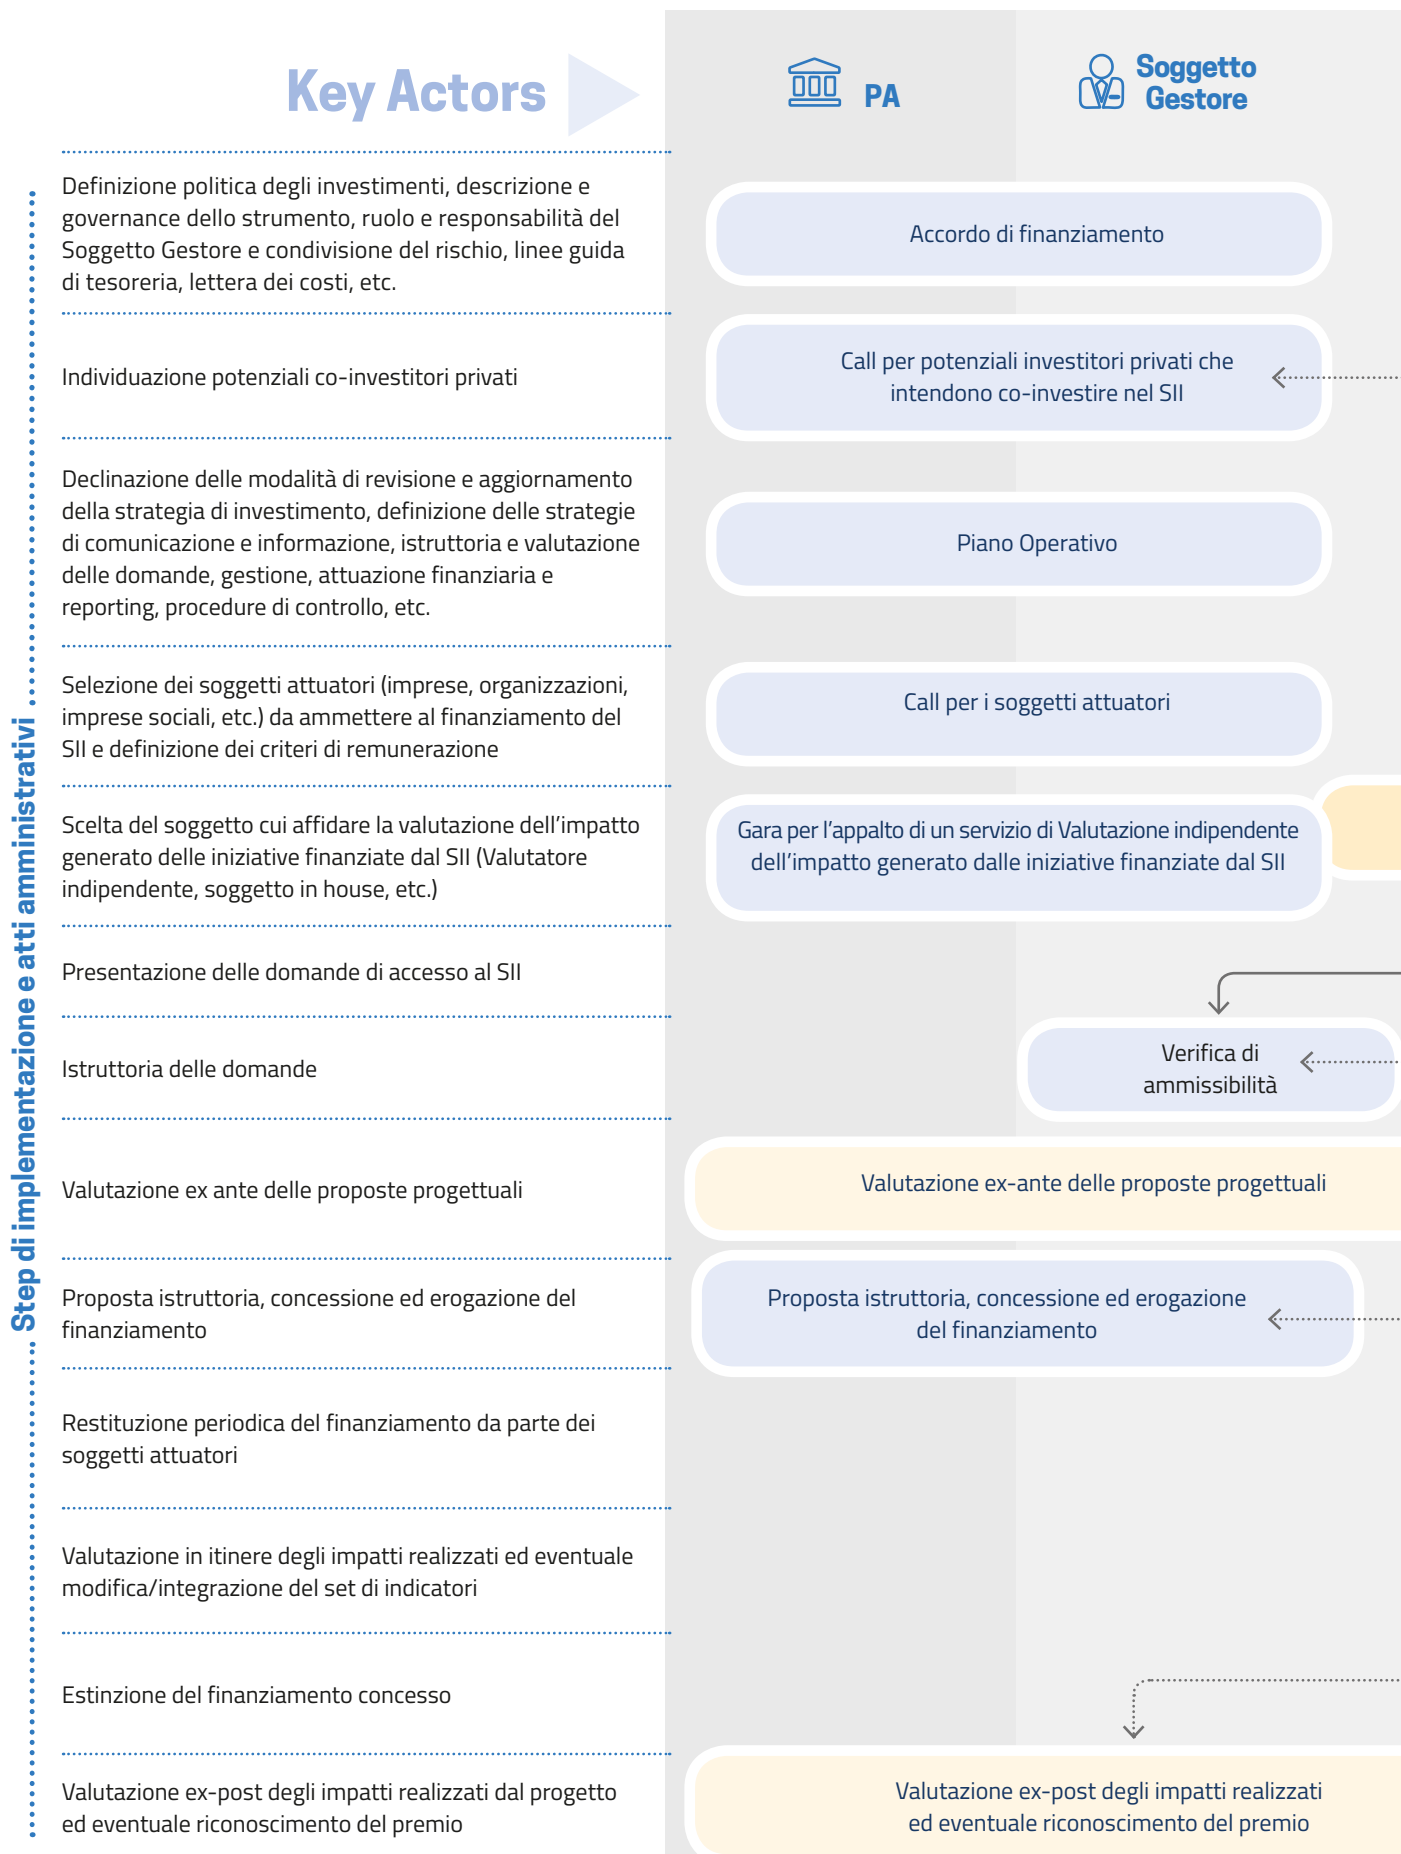 Key Actors
PA
Soggetto
Gestore
Step di implementazione e atti amministrativi
Definizione politica degli investimenti, descrizione e
governance dello strumento, ruolo e responsabilità del
Soggetto Gestore e condivisione del rischio, linee guida
di tesoreria, lettera dei costi, etc.
Accordo di finanziamento
Individuazione potenziali co-investitori privati
Call per potenziali investitori privati che
intendono co-investire nel SII
Declinazione delle modalità di revisione e aggiornamento
della strategia di investimento, definizione delle strategie
di comunicazione e informazione, istruttoria e valutazione
delle domande, gestione, attuazione finanziaria e
reporting, procedure di controllo, etc.
Piano Operativo
Selezione dei soggetti attuatori (imprese, organizzazioni,
imprese sociali, etc.) da ammettere al finanziamento del
SII e definizione dei criteri di remunerazione
Call per i soggetti attuatori
Scelta del soggetto cui affidare la valutazione dell'impatto
generato delle iniziative finanziate dal SII (Valutatore
indipendente, soggetto in house, etc.)
Gara per l'appalto di un servizio di Valutazione indipendente
dell'impatto generato dalle iniziative finanziate dal SII
Presentazione delle domande di accesso al SII
Istruttoria delle domande
Verifica di
ammissibilità
Valutazione ex ante delle proposte progettuali
Valutazione ex-ante delle proposte progettuali
Proposta istruttoria, concessione ed erogazione del
finanziamento
Proposta istruttoria, concessione ed erogazione
del finanziamento
Restituzione periodica del finanziamento da parte dei
soggetti attuatori
Valutazione in itinere degli impatti realizzati ed eventuale
modifica/integrazione del set di indicatori
Estinzione del finanziamento concesso
Valutazione ex-post degli impatti realizzati dal progetto
ed eventuale riconoscimento del premio
Valutazione ex-post degli impatti realizzati
ed eventuale riconoscimento del premio